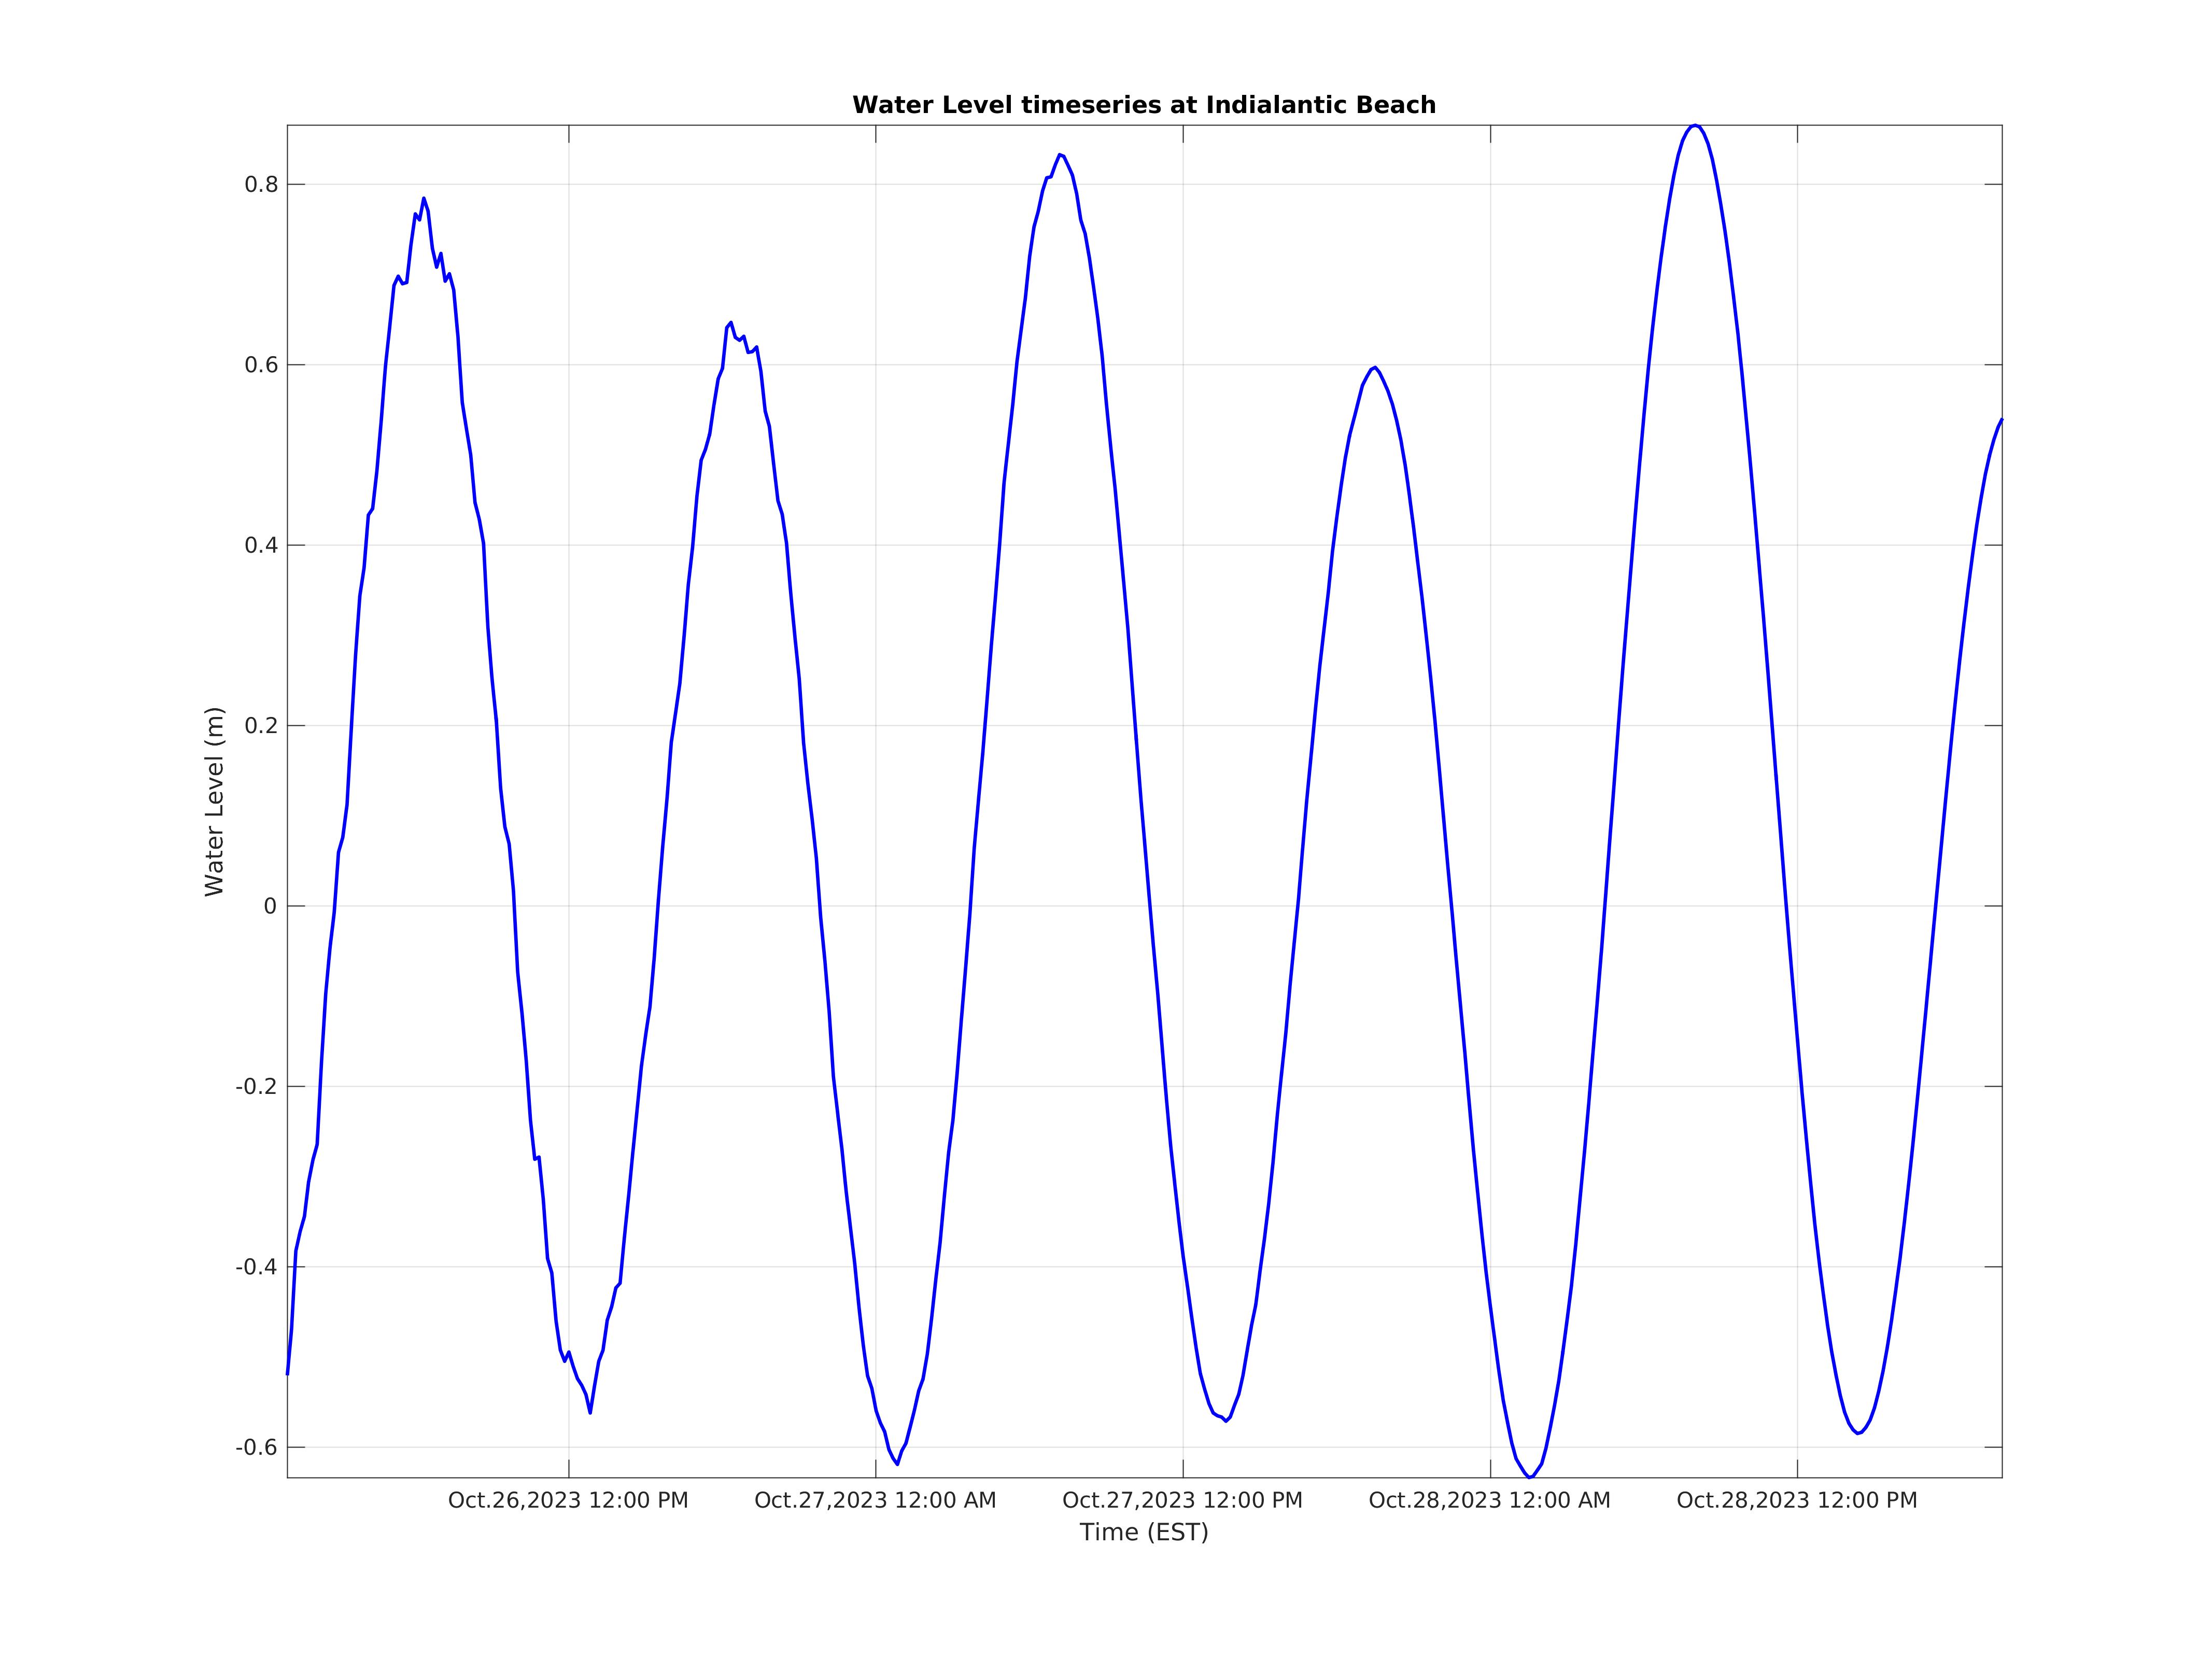 Water Level timeseries at Indialantic Beach
0.8
0.6
0.4
0.2
0
-0.2
-0.4
-0.6
Water Level (m)
Oct.26,2023 12:00 PM
Oct.27,2023 12:00 AM
Oct.27,2023 12:00 PM
Oct.28,2023 12:00 AM
Oct.28,2023 12:00 PM
Time (EST)